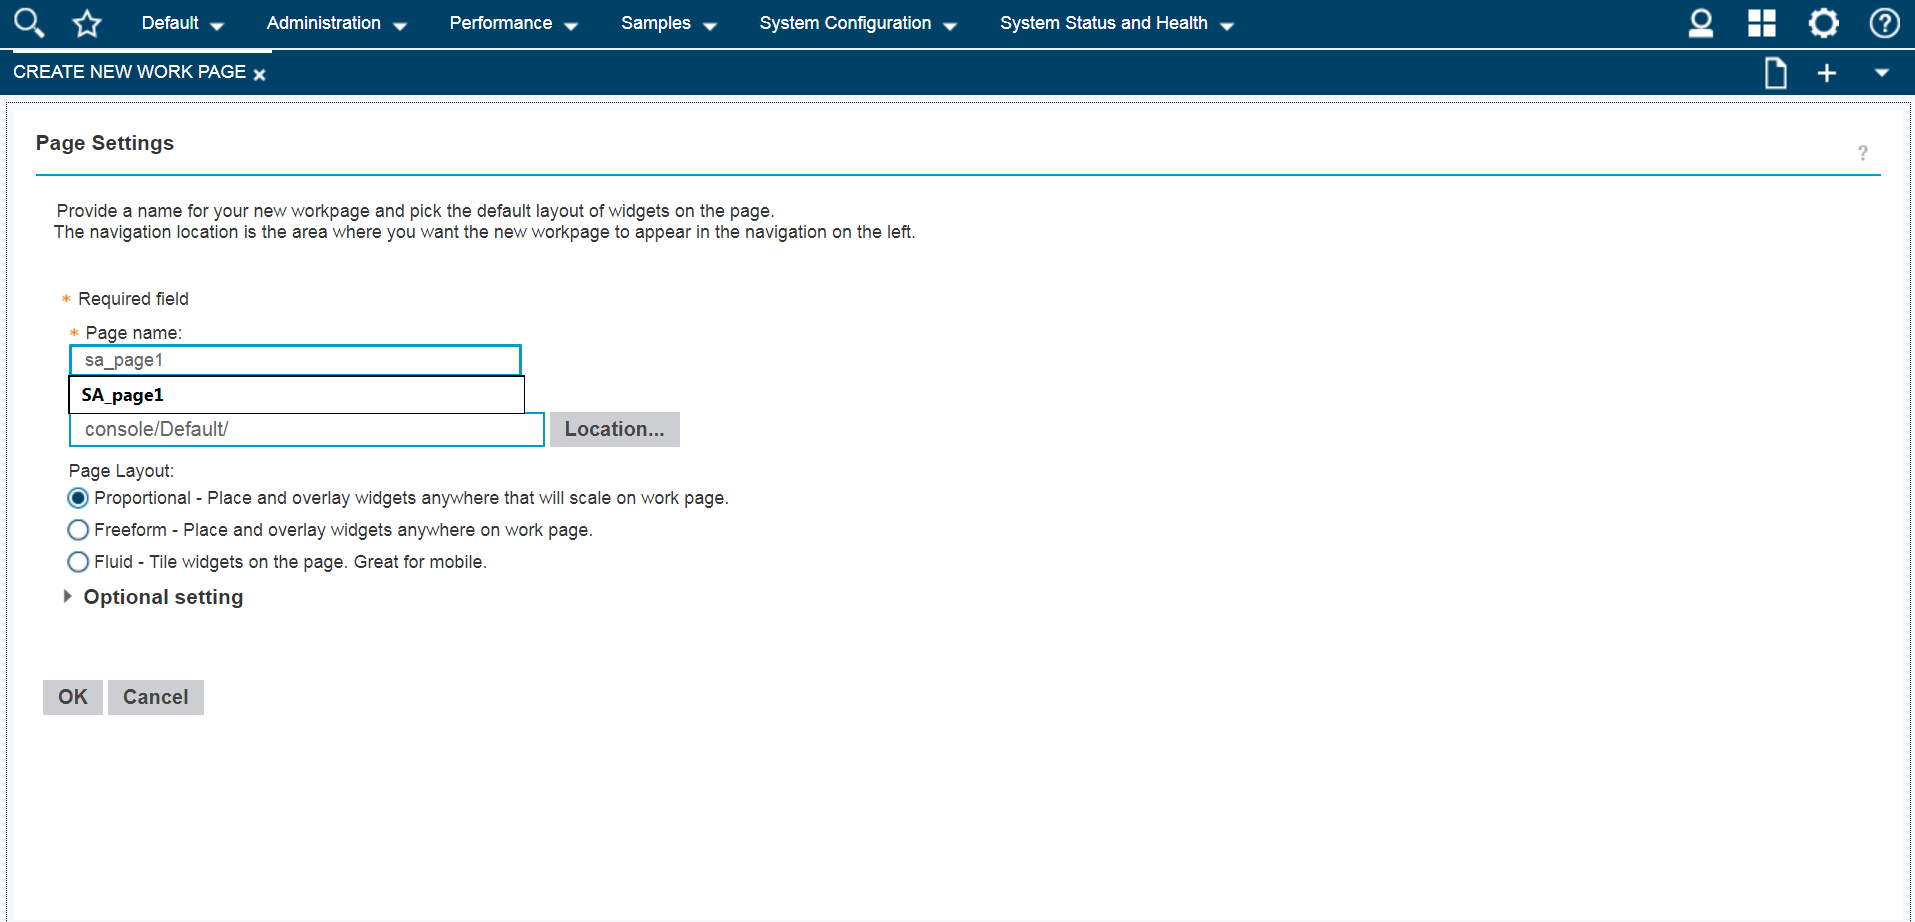 Default Administration Performance Samples System Configuration System Status and Health
CREATE NEW WORK PAGE
Page Settings
?
Provide a name for your new workpage and pick the default layout of widgets on the page.
The navigation location is the area where you want the new workpage to appear in the navigation on the left.
* Required field
* Page name:
sa_page1
SA_page1
console/Default/ Location...
Page Layout:
Proportional - Place and overlay widgets anywhere that will scale on work page.
Freeform - Place and overlay widgets anywhere on work page.
Fluid - Tile widgets on the page. Great for mobile.
Optional setting
OK Cancel